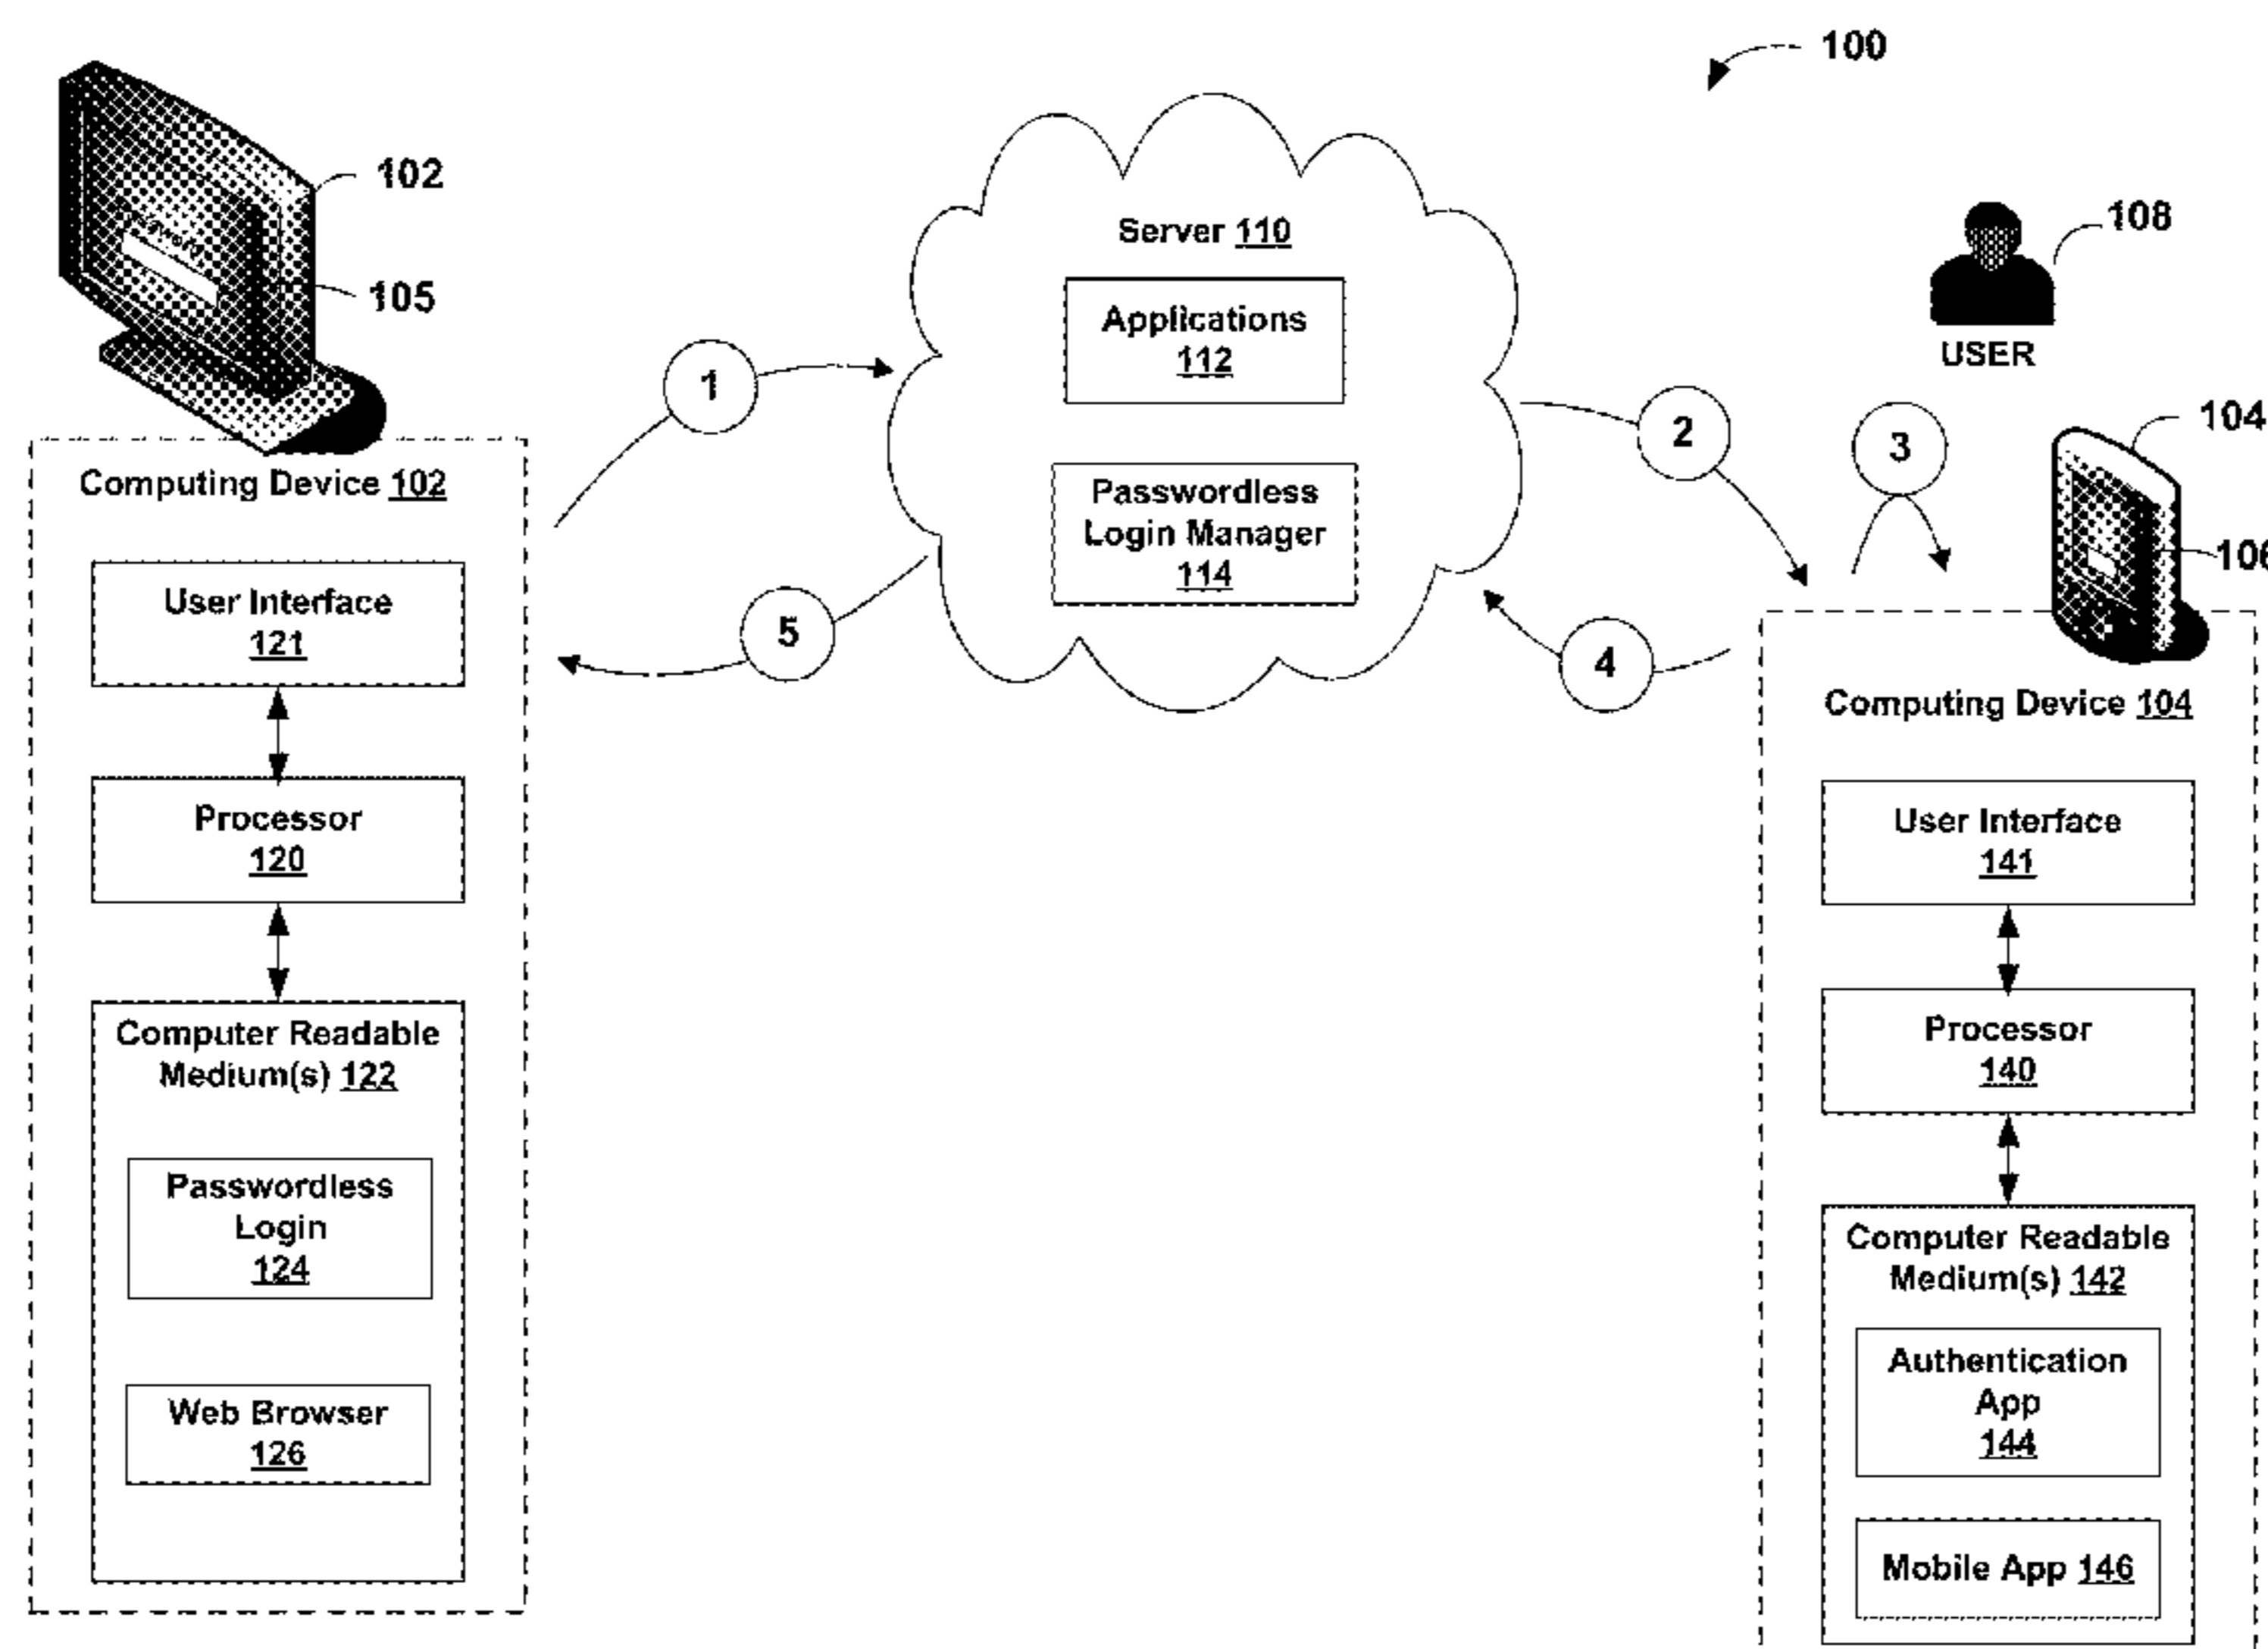 100
102
105
Server 110
Applications
112
Passwordless
Login Manager
114
108
USER
1
2
3
4
5
104
Computing Device 102
User Interface
121
Processor
120
Computer Readable
Medium(s) 122
Passwordless
Login
124
Web Browser
126
Computing Device 104
User Interface
141
Processor
140
Computer Readable
Medium(s) 142
Authentication
App
144
Mobile App 146